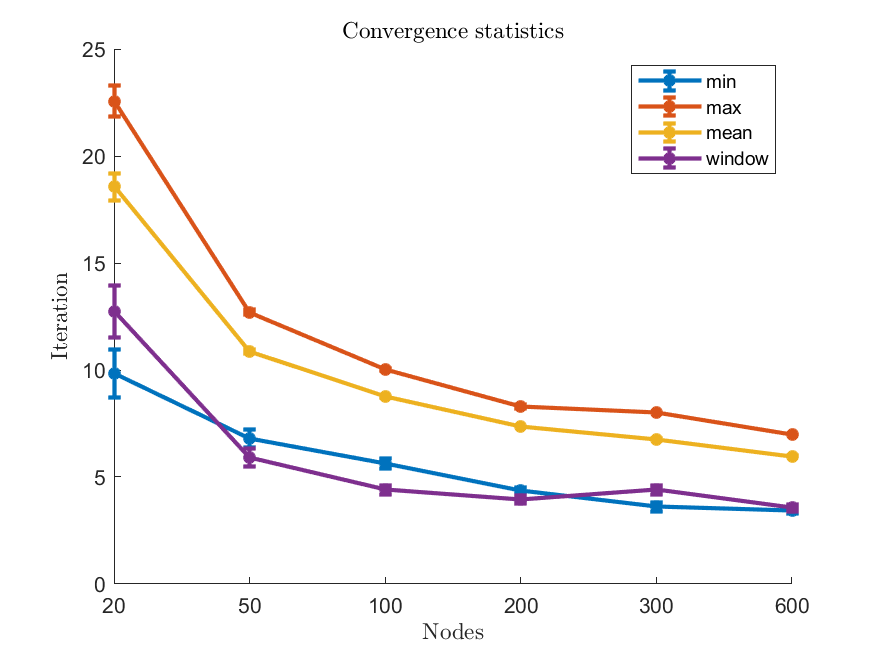 Convergence statistics
25
20
15
10
5
0
Iteration
min
max
mean
window
20 50 100 200 300 600
Nodes